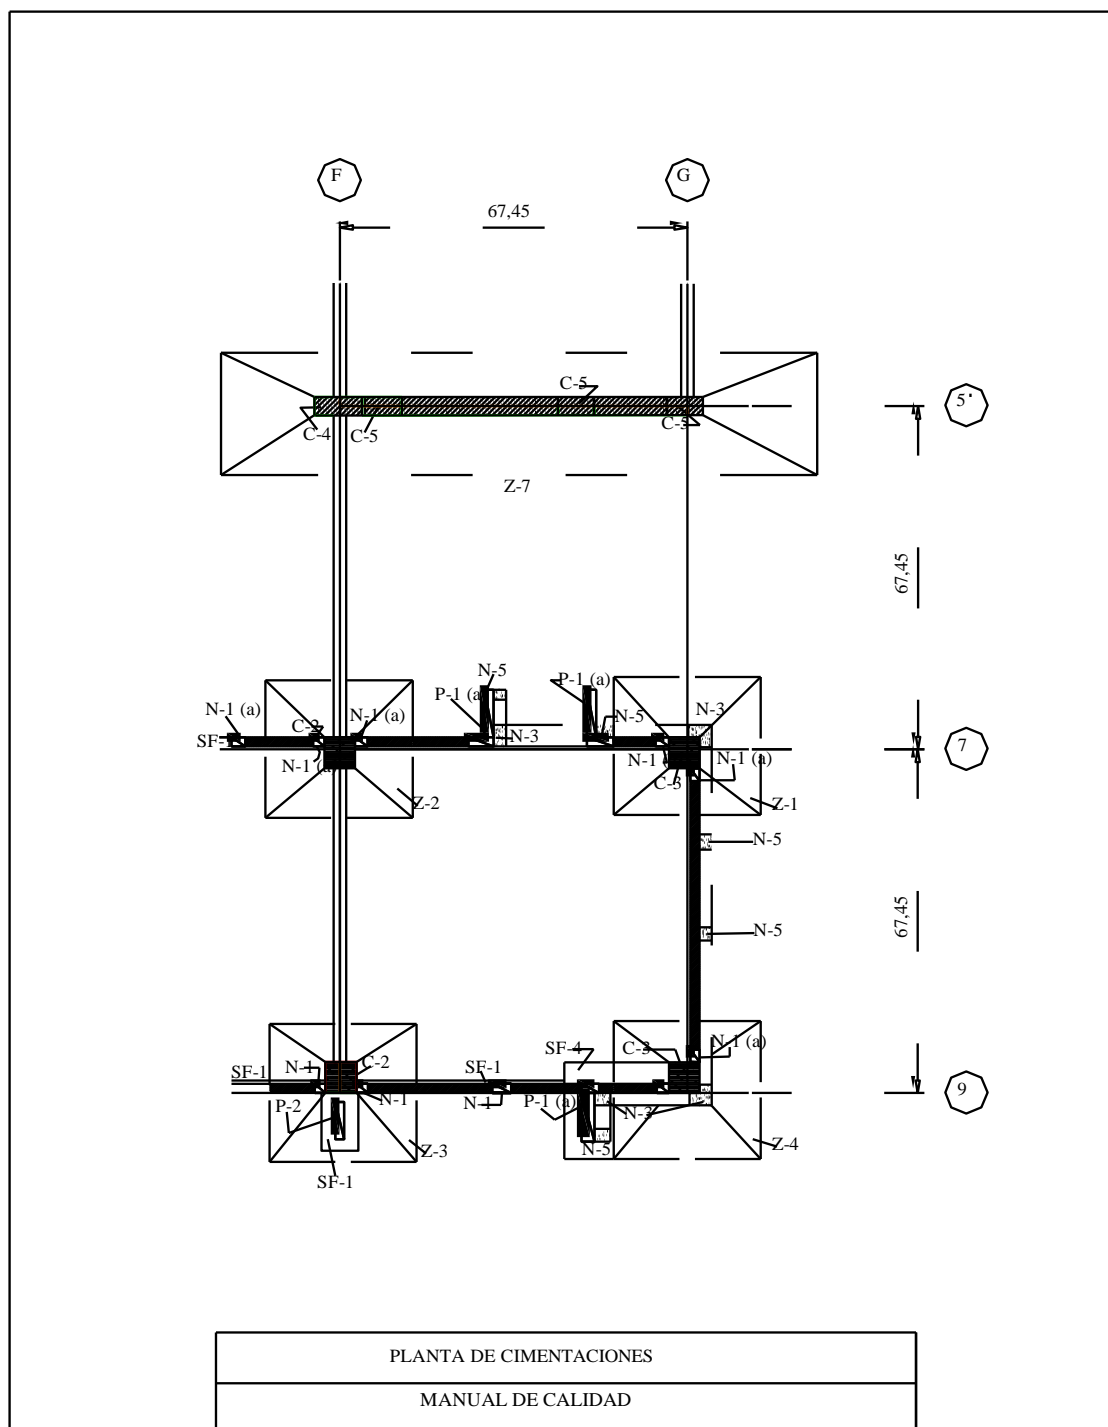 F
G
67,45
C-5
5'
C-4
C-5
C-5
Z-7
67,45
N-5
P-1 (a)
P-1 (a)
N-1 (a)
C-2
N-1 (a)
N-5
N-3
SF-
N-3
7
N-1 (a)
N-1
N-1 (a)
C-3
Z-2
Z-1
N-5
67,45
N-5
SF-4
C-3
N-1 (a)
SF-1
N-1
C-2
SF-1
9
P-2
N-1
N-1
P-1 (a)
N-3
Z-3
N-5
Z-4
SF-1
PLANTA DE CIMENTACIONES
MANUAL DE CALIDAD